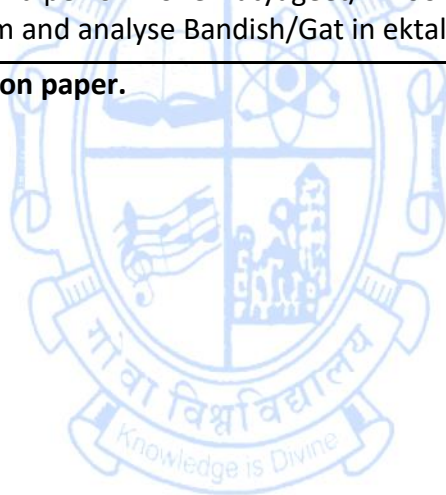 and analyse Bandish/Gat in ektal
on paper.
गोंवा विश्वविद्यालय
Knowledge is Divine